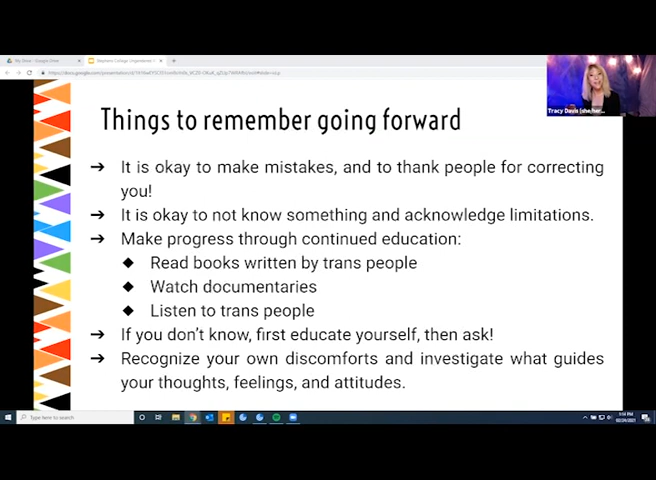 My Drive - Google Drive
Stephens College
Tracy Davis (she/her...
Things to remember going forward
➔ It is okay to make mistakes, and to thank people for correcting
you!
➔ It is okay to not know something and acknowledge limitations.
➔ Make progress through continued education:
◆ Read books written by trans people
◆ Watch documentaries
◆ Listen to trans people
➔ If you don't know, first educate yourself, then ask!
➔ Recognize your own discomforts and investigate what guides
your thoughts, feelings, and attitudes.
Type here to search